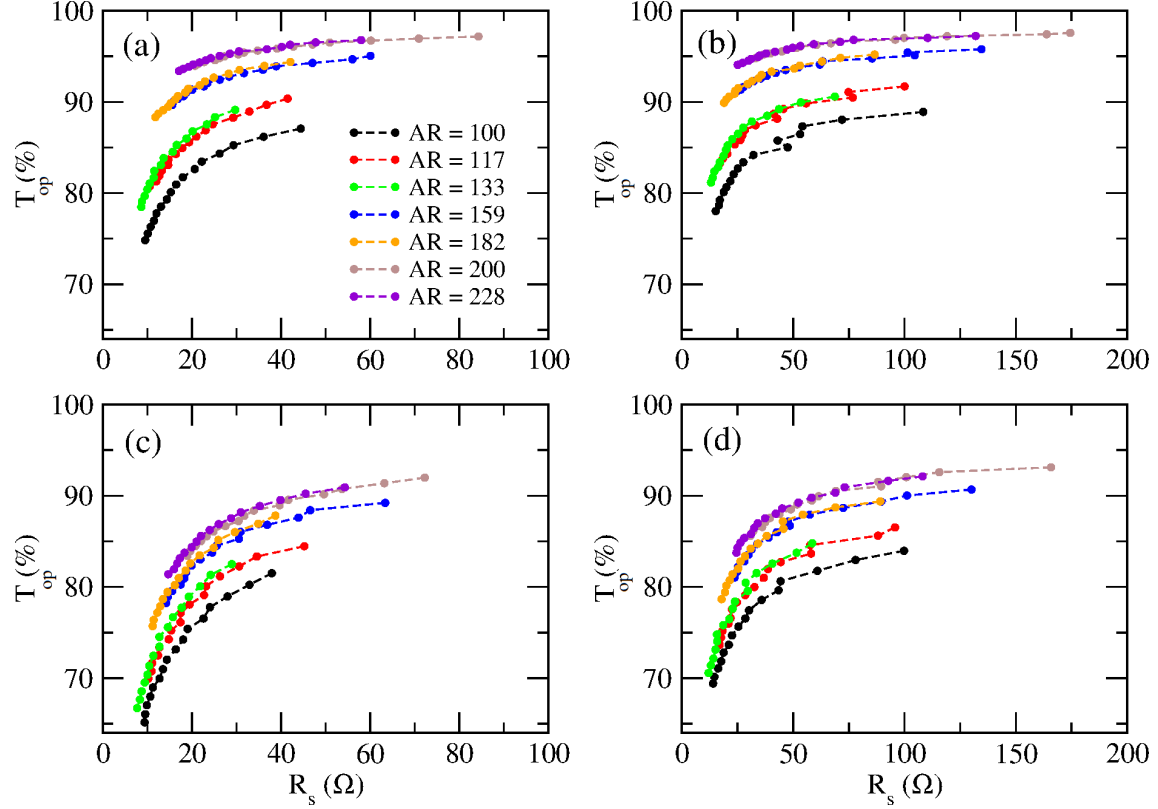 100
90
80
70
T_op (%)
(a)
0
20
40
60
80
100
AR = 100
AR = 117
AR = 133
AR = 159
AR = 182
AR = 200
AR = 228
100
90
80
70
T_op (%)
(b)
0
50
100
150
200
100
90
80
70
T_op (%)
(c)
0
20
40
60
80
100
R_s (Ω)
100
90
80
70
T_op (%)
(d)
0
50
100
150
200
R_s (Ω)